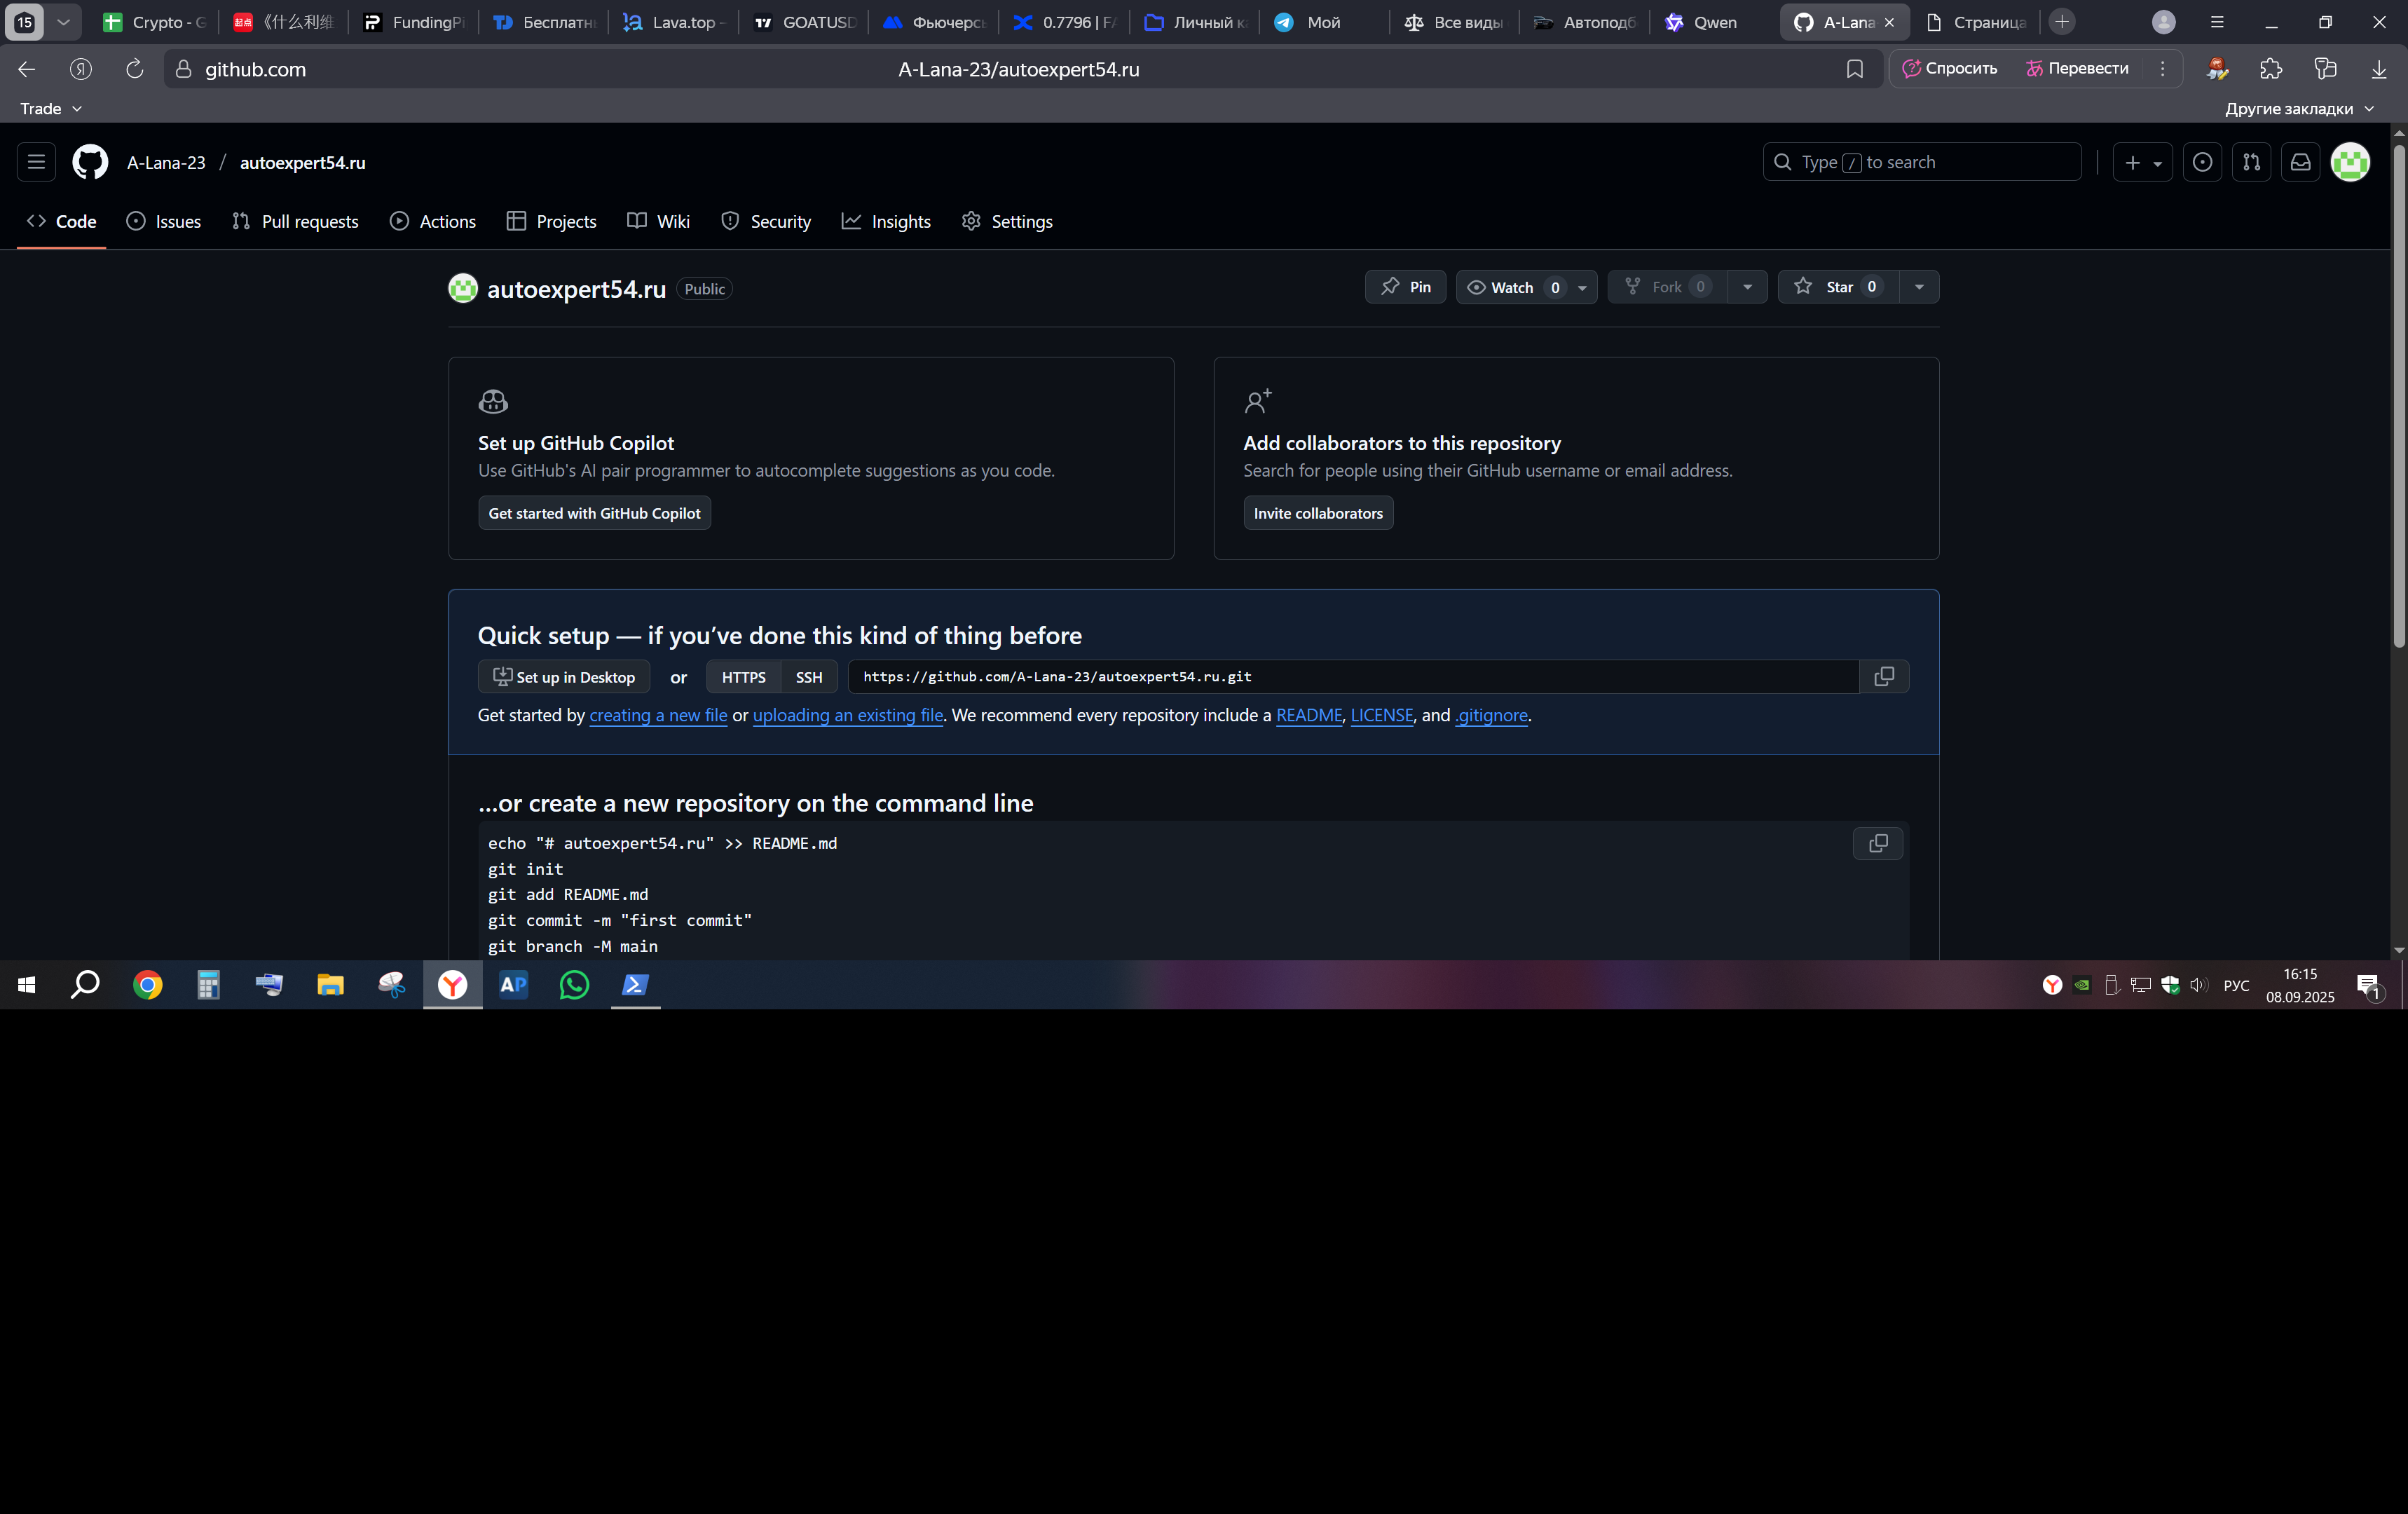 15 Crypto - G 《什么利维 FundingPi Бесплатн Lava.top - GOATUSD Фьючерс 0.7796 | FA Личный к Мой Все виды Автоподб Qwen A-Lana Страница
github.com A-Lana-23/autoexpert54.ru Спросить Перевести
Trade Другие закладки
A-Lana-23 / autoexpert54.ru Type / to search
Code Issues Pull requests Actions Projects Wiki Security Insights Settings
autoexpert54.ru Public Pin Watch 0 Fork 0 Star 0
Set up GitHub Copilot
Use GitHub's AI pair programmer to autocomplete suggestions as you code.
Get started with GitHub Copilot
Add collaborators to this repository
Search for people using their GitHub username or email address.
Invite collaborators
Quick setup — if you've done this kind of thing before
Set up in Desktop or HTTPS SSH https://github.com/A-Lana-23/autoexpert54.ru.git
Get started by creating a new file or uploading an existing file. We recommend every repository include a README, LICENSE, and .gitignore.
…or create a new repository on the command line
echo "# autoexpert54.ru" >> README.md
git init
git add README.md
git commit -m "first commit"
git branch -M main
AP РУС 16:15
08.09.2025 1